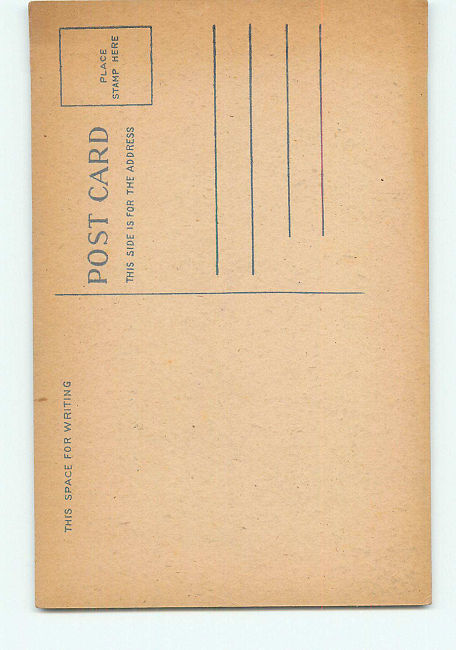 THIS SPACE FOR WRITING
POST CARD
THIS SIDE IS FOR THE ADDRESS
PLACE
STAMP HERE